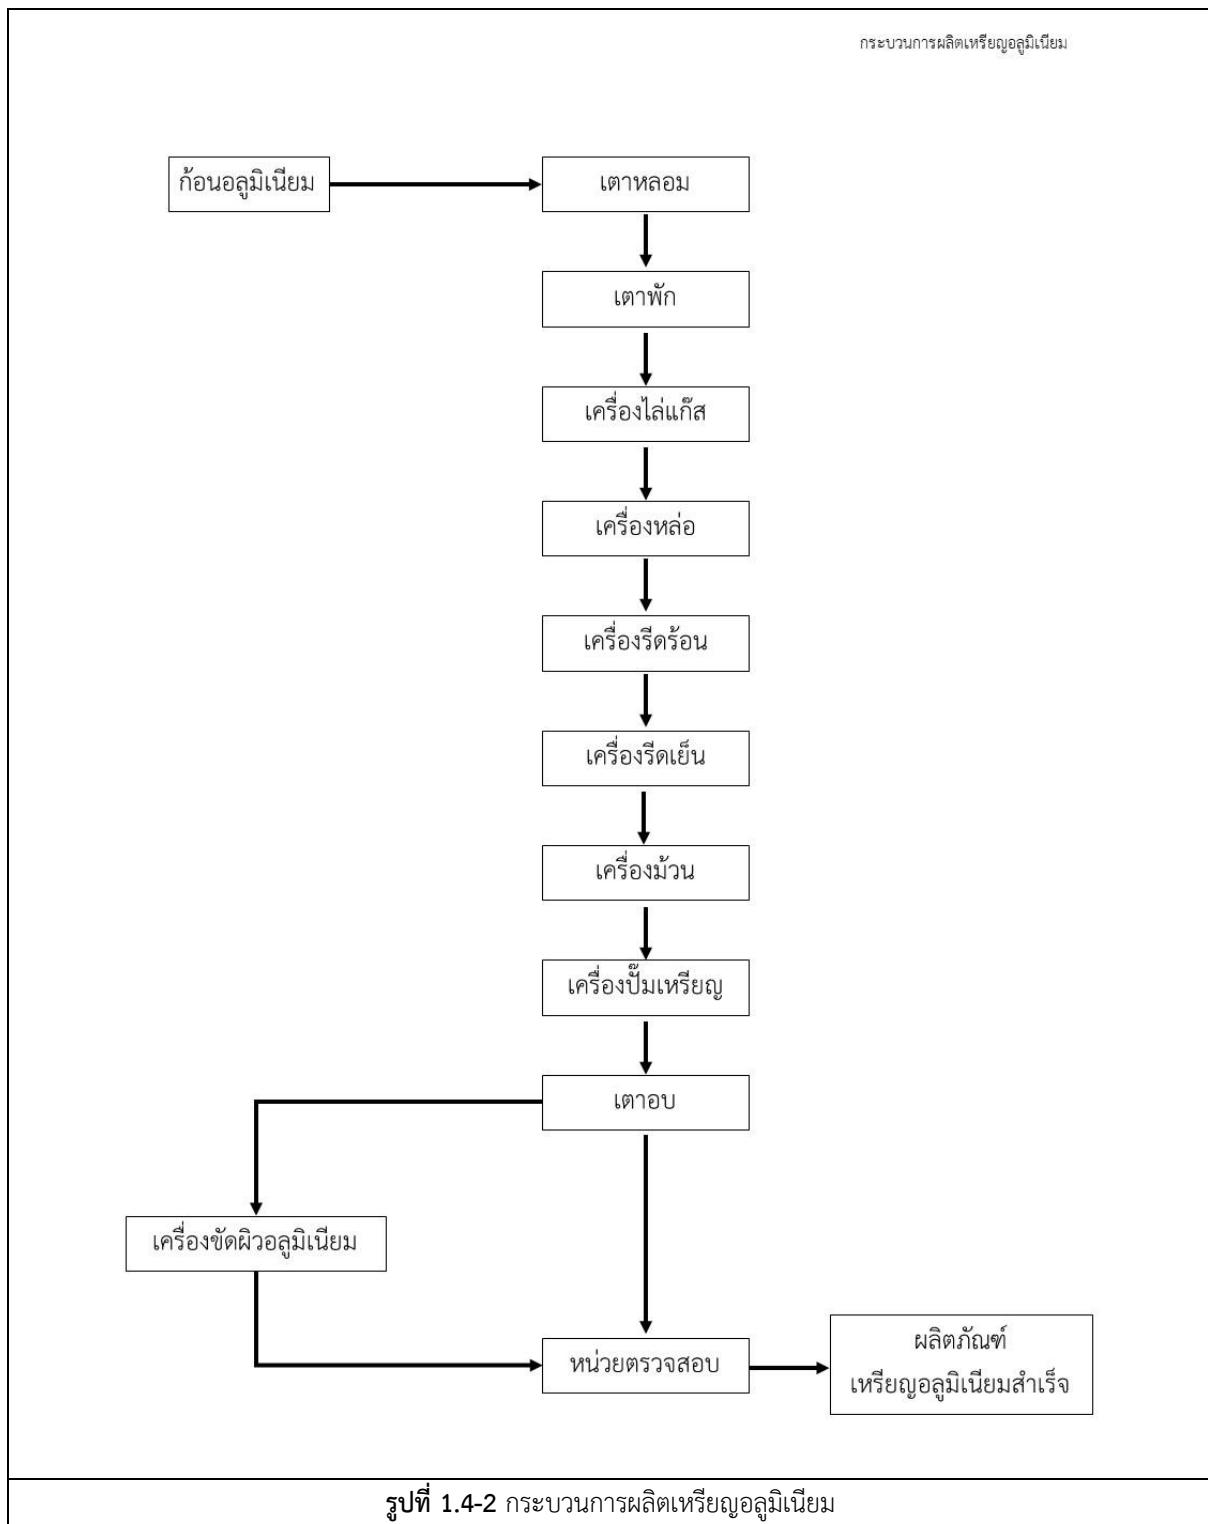 กระบวนการผลิตเหรียญอลูมิเนียม
ก้อนอลูมิเนียม
เตาหลอม
เตาพัก
เครื่องไล่แก๊ส
เครื่องหล่อ
เครื่องรีดร้อน
เครื่องรีดเย็น
เครื่องม้วน
เครื่องปั๊มเหรียญ
เตาอบ
เครื่องขัดผิวอลูมิเนียม
หน่วยตรวจสอบ
ผลิตภัณฑ์
เหรียญอลูมิเนียมสำเร็จ
รูปที่ 1.4-2 กระบวนการผลิตเหรียญอลูมิเนียม